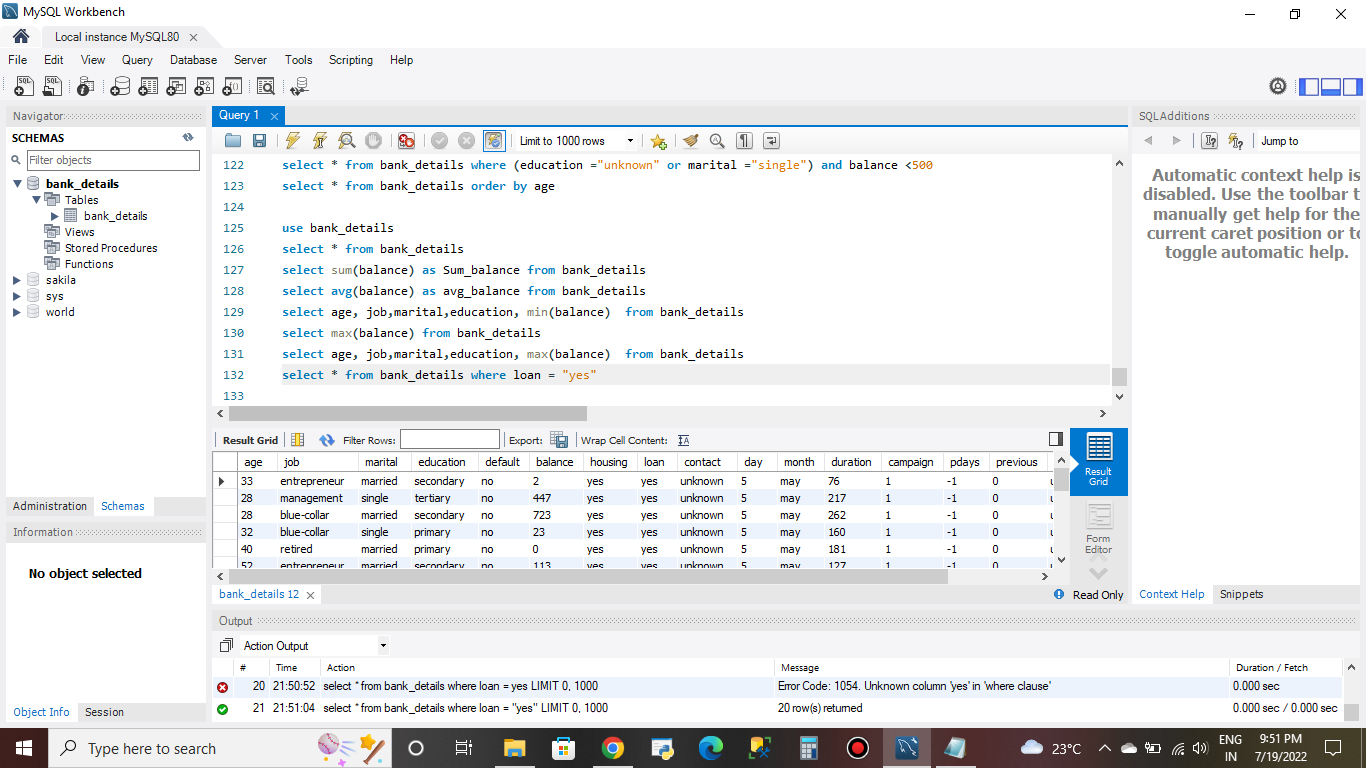 MySQL Workbench
Local instance MySQL80
File Edit View Query Database Server Tools Scripting Help
Navigator
SCHEMAS
Filter objects
bank_details
Tables
bank_details
Views
Stored Procedures
Functions
sakila
sys
world
Administration Schemas
Information
No object selected
Object Info Session
Query 1
Limit to 1000 rows
122 select * from bank_details where (education ="unknown" or marital ="single") and balance <500
123 select * from bank_details order by age
124
125 use bank_details
126 select * from bank_details
127 select sum(balance) as Sum_balance from bank_details
128 select avg(balance) as avg_balance from bank_details
129 select age, job,marital,education, min(balance)  from bank_details
130 select max(balance) from bank_details
131 select age, job,marital,education, max(balance)  from bank_details
132 select * from bank_details where loan = "yes"
133
Result Grid Filter Rows: Export: Wrap Cell Content:
age job marital education default balance housing loan contact day month duration campaign pdays previous
33 entrepreneur married secondary no 2 yes yes unknown 5 may 76 1 -1 0
28 management single tertiary no 447 yes yes unknown 5 may 217 1 -1 0
28 blue-collar married secondary no 723 yes yes unknown 5 may 262 1 -1 0
32 blue-collar single primary no 23 yes yes unknown 5 may 160 1 -1 0
40 retired married primary no 0 yes yes unknown 5 may 181 1 -1 0
52 entrepreneur married secondary no 113 yes yes unknown 5 may 127 1 -1 0
Result
Grid
Form
Editor
bank_details 12
Read Only
SQLAdditions
Jump to
Automatic context help is
disabled. Use the toolbar t
manually get help for the
current caret position or to
toggle automatic help.
Context Help Snippets
Output
Action Output
# Time Action Message Duration / Fetch
20 21:50:52 select * from bank_details where loan = yes LIMIT 0, 1000 Error Code: 1054. Unknown column 'yes' in 'where clause' 0.000 sec
21 21:51:04 select * from bank_details where loan = "yes" LIMIT 0, 1000 20 row(s) returned 0.000 sec / 0.000 sec
Type here to search
23°C
ENG
IN
9:51 PM
7/19/2022